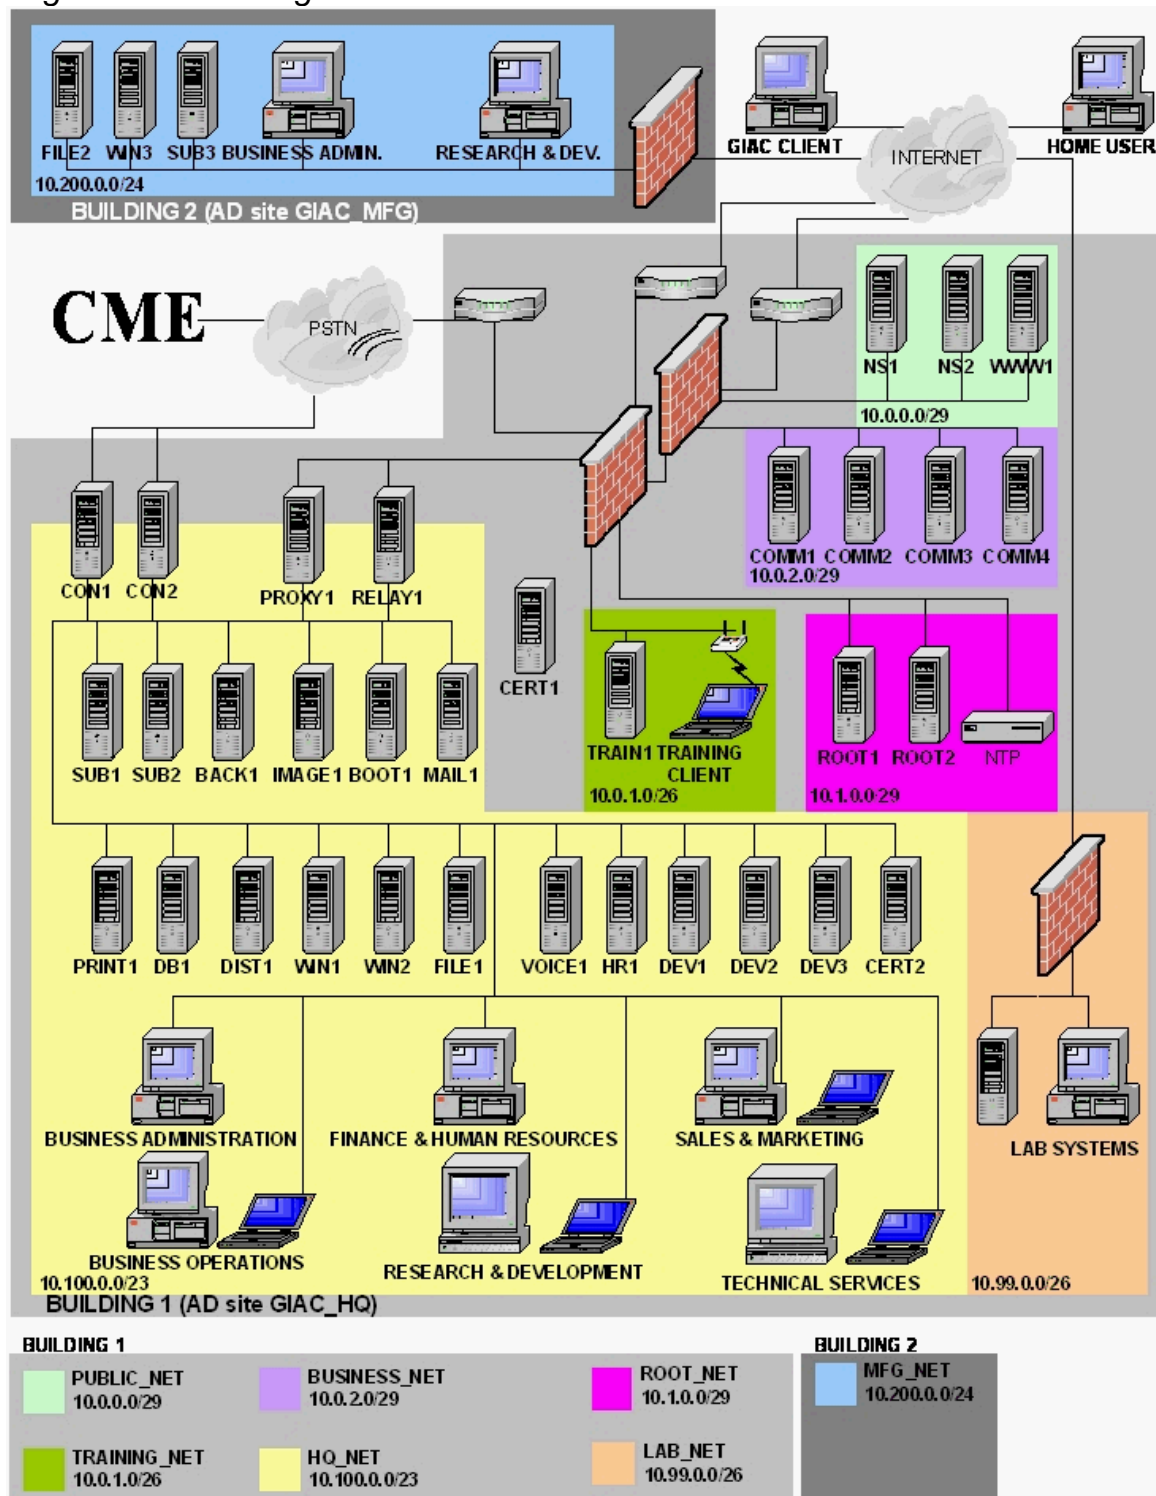 FILE2 WIN3 SUB3 BUSINESS ADMIN. RESEARCH & DEV.
10.200.0.0/24
BUILDING 2 (AD site GIAC_MFG)
GIAC CLIENT
INTERNET
HOME USER
CME
PSTN
NS1 NS2 WWW1
10.0.0.0/29
COMM1 COMM2 COMM3 COMM4
10.0.2.0/29
CON1 CON2 PROXY1 RELAY1
CERT1
SUB1 SUB2 BACK1 IMAGE1 BOOT1 MAIL1
TRAIN1 TRAINING
CLIENT
10.0.1.0/26
ROOT1 ROOT2 NTP
10.1.0.0/29
PRINT1 DB1 DIST1 WIN1 WIN2 FILE1 VOICE1 HR1 DEV1 DEV2 DEV3 CERT2
BUSINESS ADMINISTRATION FINANCE & HUMAN RESOURCES SALES & MARKETING
LAB SYSTEMS
BUSINESS OPERATIONS RESEARCH & DEVELOPMENT TECHNICAL SERVICES
10.100.0.0/23
10.99.0.0/26
BUILDING 1 (AD site GIAC_HQ)
BUILDING 1
PUBLIC_NET
10.0.0.0/29
BUSINESS_NET
10.0.2.0/29
ROOT_NET
10.1.0.0/29
TRAINING_NET
10.0.1.0/26
HQ_NET
10.100.0.0/23
LAB_NET
10.99.0.0/26
BUILDING 2
MFG_NET
10.200.0.0/24